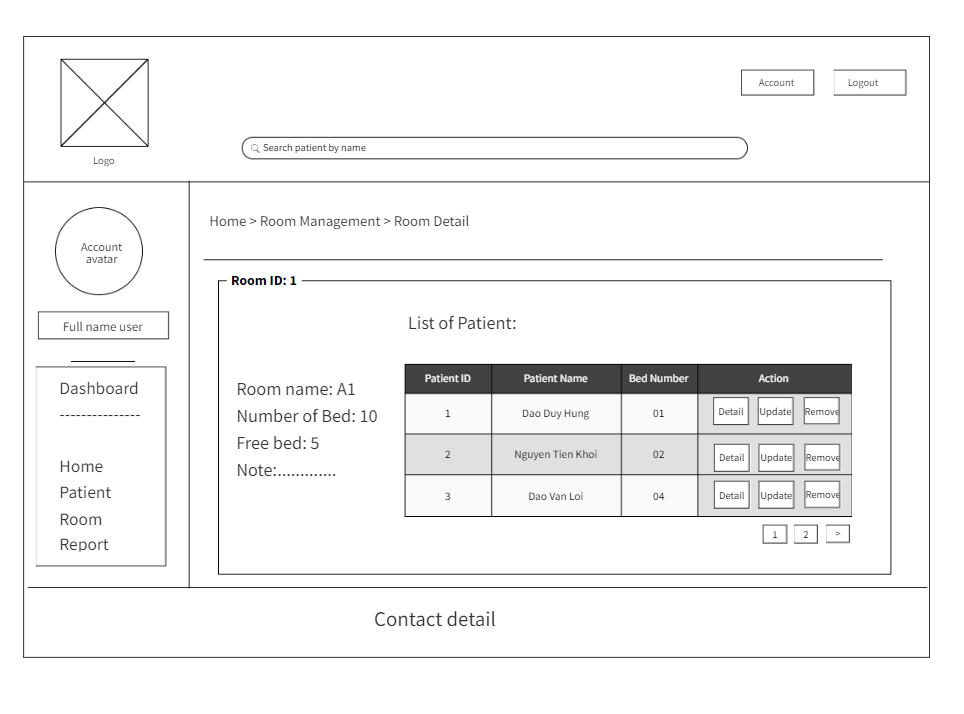 Account
Logout
Search patient by name
Logo
Home > Room Management > Room Detail
Account
avatar
Full name user
Dashboard
---------------
Home
Patient
Room
Report
Room ID: 1
List of Patient:
Room name: A1
Number of Bed: 10
Free bed: 5
Note:.............
Patient ID Patient Name Bed Number Action
1 Dao Duy Hung 01 Detail Update Remove
2 Nguyen Tien Khoi 02 Detail Update Remove
3 Dao Van Loi 04 Detail Update Remove
1 2 >
Contact detail